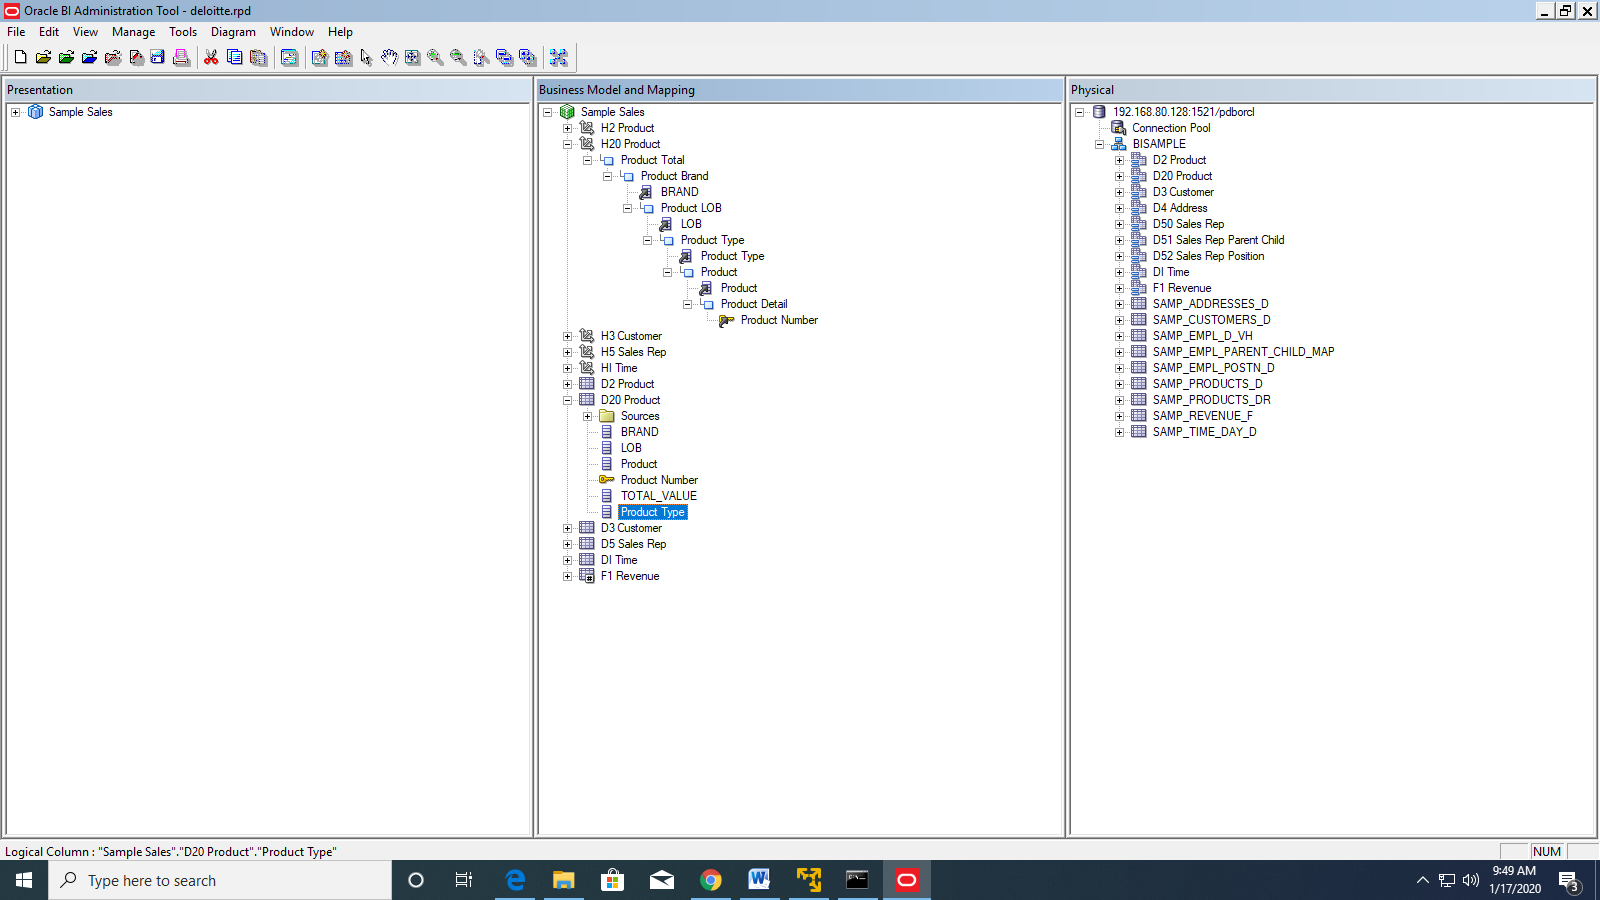 Oracle BI Administration Tool - deloitte.rpd
File Edit View Manage Tools Diagram Window Help
Presentation
Sample Sales
Business Model and Mapping
Sample Sales
H2 Product
H20 Product
Product Total
Product Brand
BRAND
Product LOB
LOB
Product Type
Product Type
Product
Product
Product Detail
Product Number
H3 Customer
H5 Sales Rep
HI Time
D2 Product
D20 Product
Sources
BRAND
LOB
Product
Product Number
TOTAL_VALUE
Product Type
D3 Customer
D5 Sales Rep
DI Time
F1 Revenue
Physical
192.168.80.128:1521/pdborcl
Connection Pool
BISAMPLE
D2 Product
D20 Product
D3 Customer
D4 Address
D50 Sales Rep
D51 Sales Rep Parent Child
D52 Sales Rep Position
DI Time
F1 Revenue
SAMP_ADDRESSES_D
SAMP_CUSTOMERS_D
SAMP_EMPL_D_VH
SAMP_EMPL_PARENT_CHILD_MAP
SAMP_EMPL_POSTN_D
SAMP_PRODUCTS_D
SAMP_PRODUCTS_DR
SAMP_REVENUE_F
SAMP_TIME_DAY_D
Logical Column : "Sample Sales"."D20 Product"."Product Type"
NUM
Type here to search
9:49 AM
1/17/2020
3